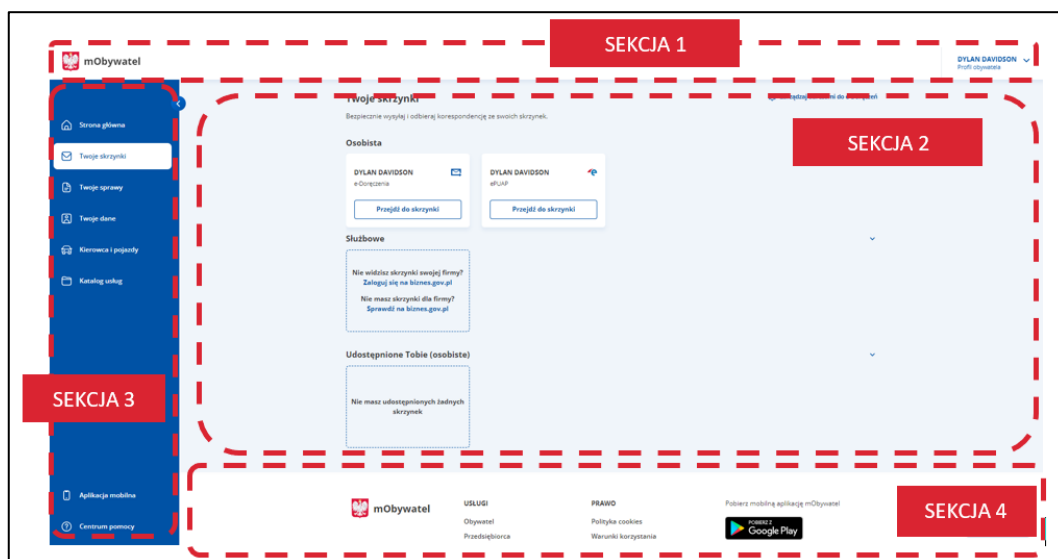 SEKCJA 1
mObywatel
DYLAN DAVIDSON
Profil obywatela
Strona główna
Twoje skrzynki
Twoje sprawy
Twoje dane
Kierowca i pojazdy
Katalog usług
SEKCJA 3
Aplikacja mobilna
Centrum pomocy
Twoje skrzynki
Bezpiecznie wysyłaj i odbieraj korespondencję ze swoich skrzynek.
SEKCJA 2
Osobista
DYLAN DAVIDSON
e-Doręczenia
Przejdź do skrzynki
DYLAN DAVIDSON
ePUAP
Przejdź do skrzynki
Służbowe
Nie widzisz skrzynki swojej firmy?
Zaloguj się na biznes.gov.pl
Nie masz skrzynki dla firmy?
Sprawdź na biznes.gov.pl
Udostępnione Tobie (osobiste)
Nie masz udostępnionych żadnych
skrzynek
mObywatel
USŁUGI
Obywatel
Przedsiębiorca
PRAWO
Polityka cookies
Warunki korzystania
Pobierz mobilną aplikację mObywatel
POBIERZ Z
Google Play
SEKCJA 4